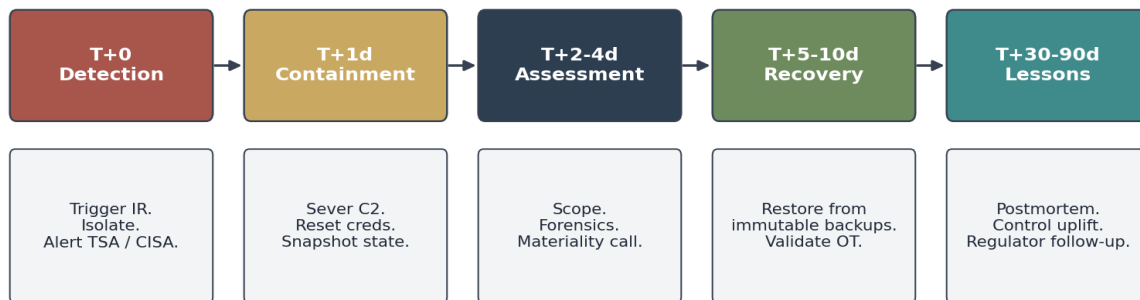 T+0
Detection
T+1d
Containment
T+2-4d
Assessment
T+5-10d
Recovery
T+30-90d
Lessons
Trigger IR.
Isolate.
Alert TSA / CISA.
Sever C2.
Reset creds.
Snapshot state.
Scope.
Forensics.
Materiality call.
Restore from
immutable backups.
Validate OT.
Postmortem.
Control uplift.
Regulator follow-up.